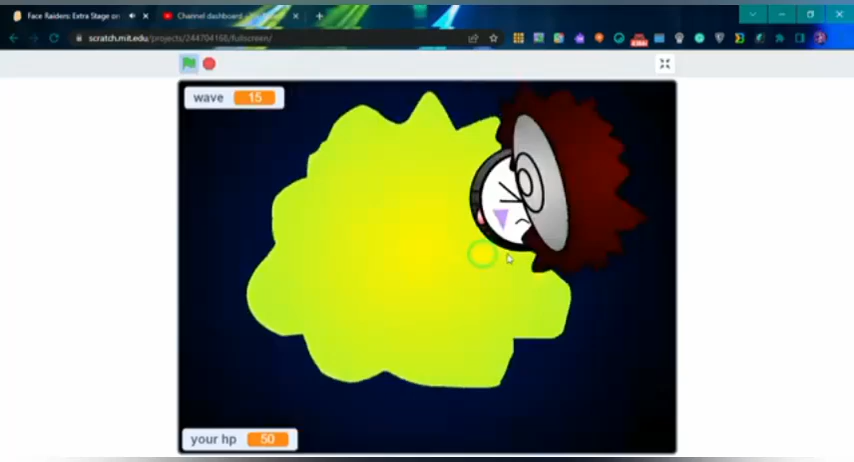 Face Raiders: Extra Stage on
Channel dashboard -
scratch.mit.edu/projects/244704168/fullscreen/
wave 15
your hp 50